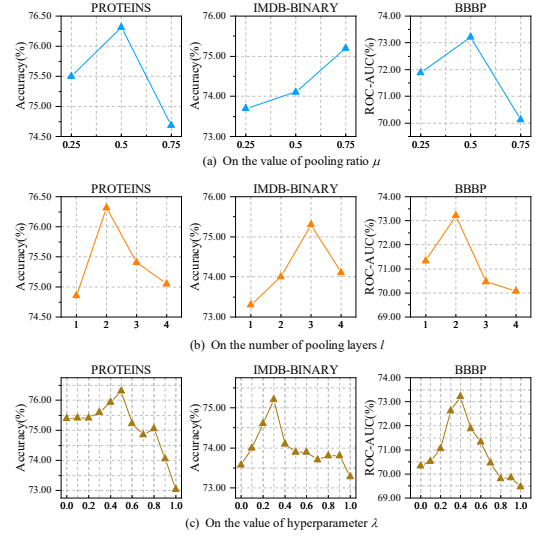 PROTEINS IMDB-BINARY BBBP
Accuracy(%) Accuracy(%) ROC-AUC(%)
76.50 76.00 73.00
75.50 75.00 72.00
74.50 74.00 71.00
73.00 70.00
0.25 0.5 0.75 0.25 0.5 0.75 0.25 0.5 0.75
(a) On the value of pooling ratio μ
PROTEINS IMDB-BINARY BBBP
Accuracy(%) Accuracy(%) ROC-AUC(%)
76.50 76.00 74.00
76.00 73.00
75.50 72.00
75.00 74.00 71.00
74.50 73.00 70.00
69.00
1 2 3 4 1 2 3 4 1 2 3 4
(b) On the number of pooling layers l
PROTEINS IMDB-BINARY BBBP
Accuracy(%) Accuracy(%) ROC-AUC(%)
76.00 75.00 74.00
75.00 74.00 73.00
74.00 73.00 72.00
73.00 71.00
70.00
69.00
0.0 0.2 0.4 0.6 0.8 1.0 0.0 0.2 0.4 0.6 0.8 1.0 0.0 0.2 0.4 0.6 0.8 1.0
(c) On the value of hyperparameter λ